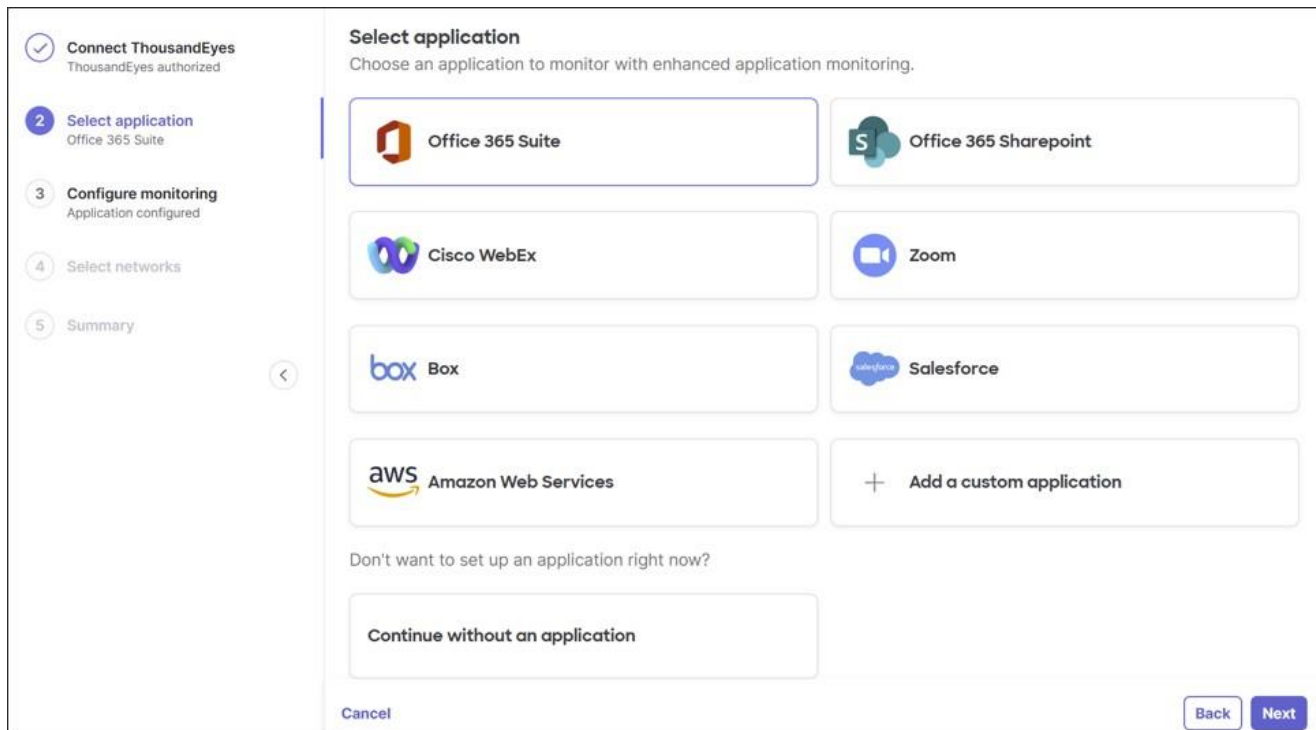 Connect ThousandEyes
ThousandEyes authorized
2 Select application
Office 365 Suite
3 Configure monitoring
Application configured
4 Select networks
5 Summary
Select application
Choose an application to monitor with enhanced application monitoring.
Office 365 Suite
S Office 365 Sharepoint
Cisco WebEx
Zoom
box Box
salesforce Salesforce
aws Amazon Web Services
+ Add a custom application
Don't want to set up an application right now?
Continue without an application
Cancel
Back
Next